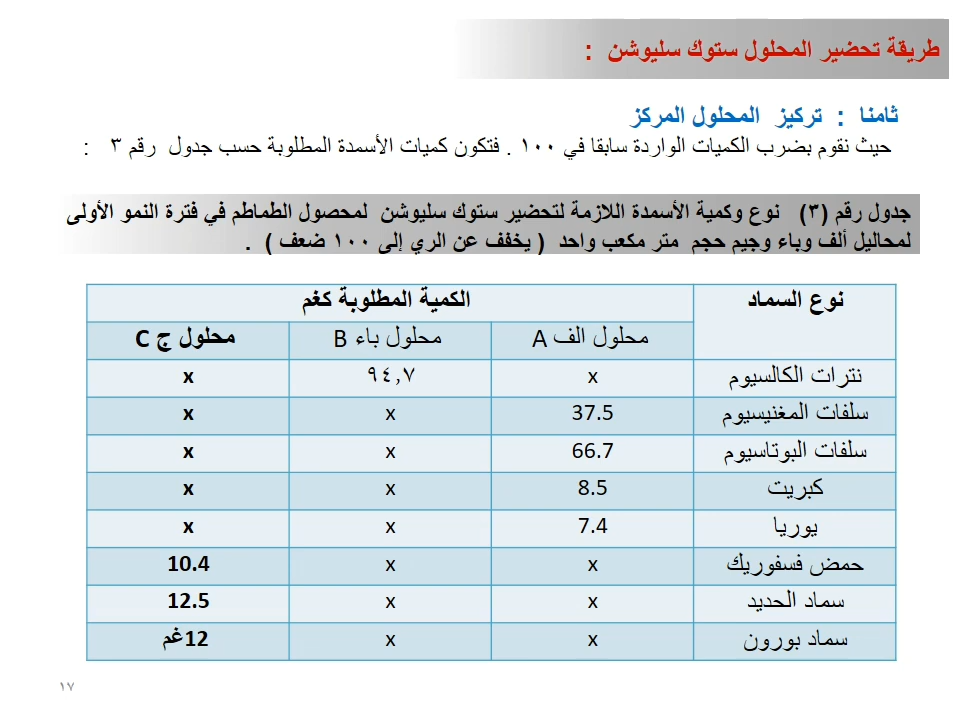 طريقة تحضير المحلول ستوك سليوشن :
ثامنا : تركيز المحلول المركز
حيث نقوم بضرب الكميات الواردة سابقا في ١٠٠ . فتكون كميات الأسمدة المطلوبة حسب جدول رقم ٣ :
جدول رقم (٣) نوع وكمية الأسمدة اللازمة لتحضير ستوك سليوشن لمحصول الطماطم في فترة النمو الأولى
لمحاليل ألف وباء وجيم حجم متر مكعب واحد ( يخفف عن الري إلى ١٠٠ ضعف ) .
نوع السماد الكمية المطلوبة كغم
محلول الف A محلول باء B محلول ج C
نترات الكالسيوم x ٩٤,٧ x
سلفات المغنيسيوم 37.5 x x
سلفات البوتاسيوم 66.7 x x
كبريت 8.5 x x
يوريا 7.4 x x
حمض فسفوريك x x 10.4
سماد الحديد x x 12.5
سماد بورون x x 12غم
١٧